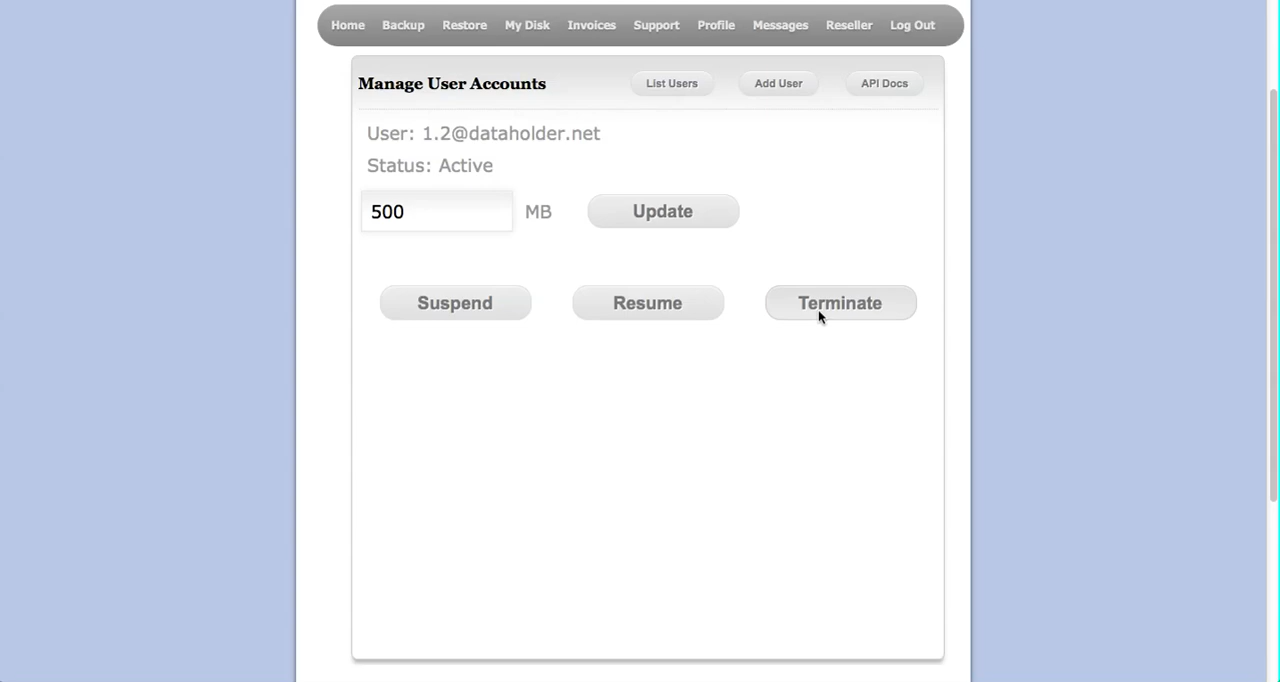 Home Backup Restore My Disk Invoices Support Profile Messages Reseller Log Out
Manage User Accounts List Users Add User API Docs
User: 1.2@dataholder.net
Status: Active
500 MB Update
Suspend Resume Terminate